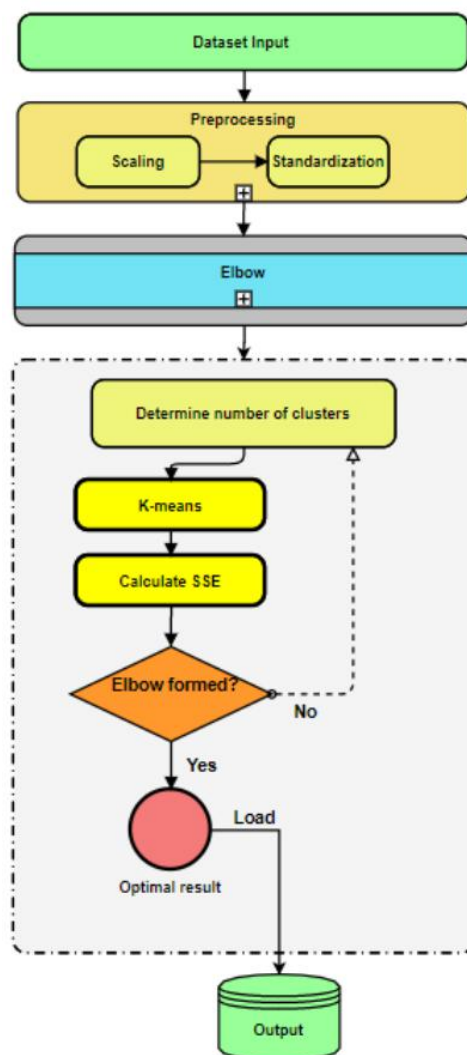 Dataset Input
Preprocessing
Scaling
Standardization
Elbow
Determine number of clusters
K-means
Calculate SSE
Elbow formed?
No
Yes
Load
Optimal result
Output